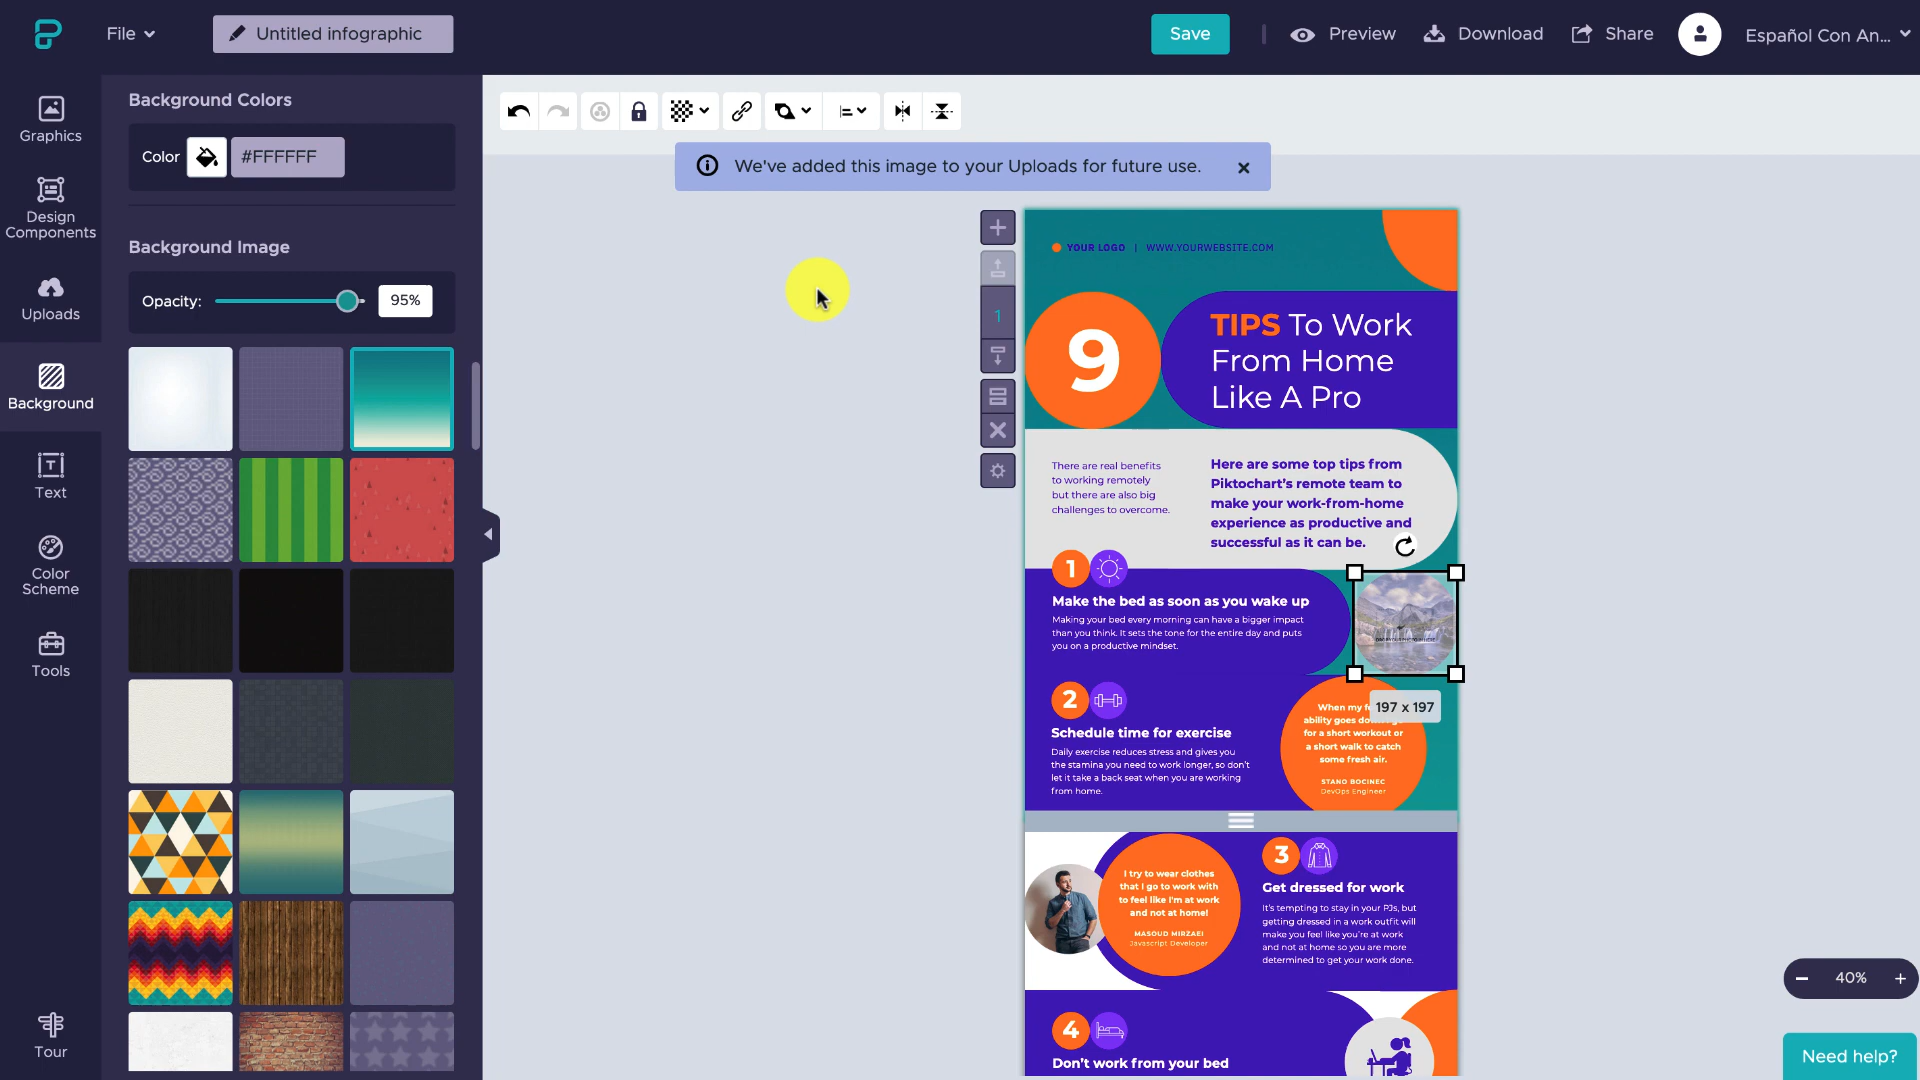 File
Untitled infographic
Save
Preview
Download
Share
Español Con An...
Graphics
Design
Components
Uploads
Background
Text
Color
Scheme
Tools
Tour
Background Colors
Color
#FFFFFF
Background Image
Opacity:
95%
We've added this image to your Uploads for future use.
1
YOUR LOGO | WWW.YOURWEBSITE.COM
9
TIPS To Work
From Home
Like A Pro
There are real benefits
to working remotely
but there are also big
challenges to overcome.
Here are some top tips from
Piktochart's remote team to
make your work-from-home
experience as productive and
successful as it can be.
1
Make the bed as soon as you wake up
Making your bed every morning can have a bigger impact
than you think. It sets the tone for the entire day and puts
you on a productive mindset.
2
Schedule time for exercise
Daily exercise reduces stress and gives you
the stamina you need to work longer, so don't
let it take a back seat when you are working
from home.
197 x 197
When my
ability goes
for a short workout or
a short walk to catch
some fresh air.
STANO BOCINEC
DevOps Engineer
I try to wear clothes
that I go to work with
to feel like I'm at work
and not at home!
MASOUD MIRZAEI
Javascript Developer
3
Get dressed for work
It's tempting to stay in your PJs, but
getting dressed in a work outfit will
make you feel like you're at work
and not at home so you are more
determined to get your work done.
4
Don't work from your bed
40%
Need help?